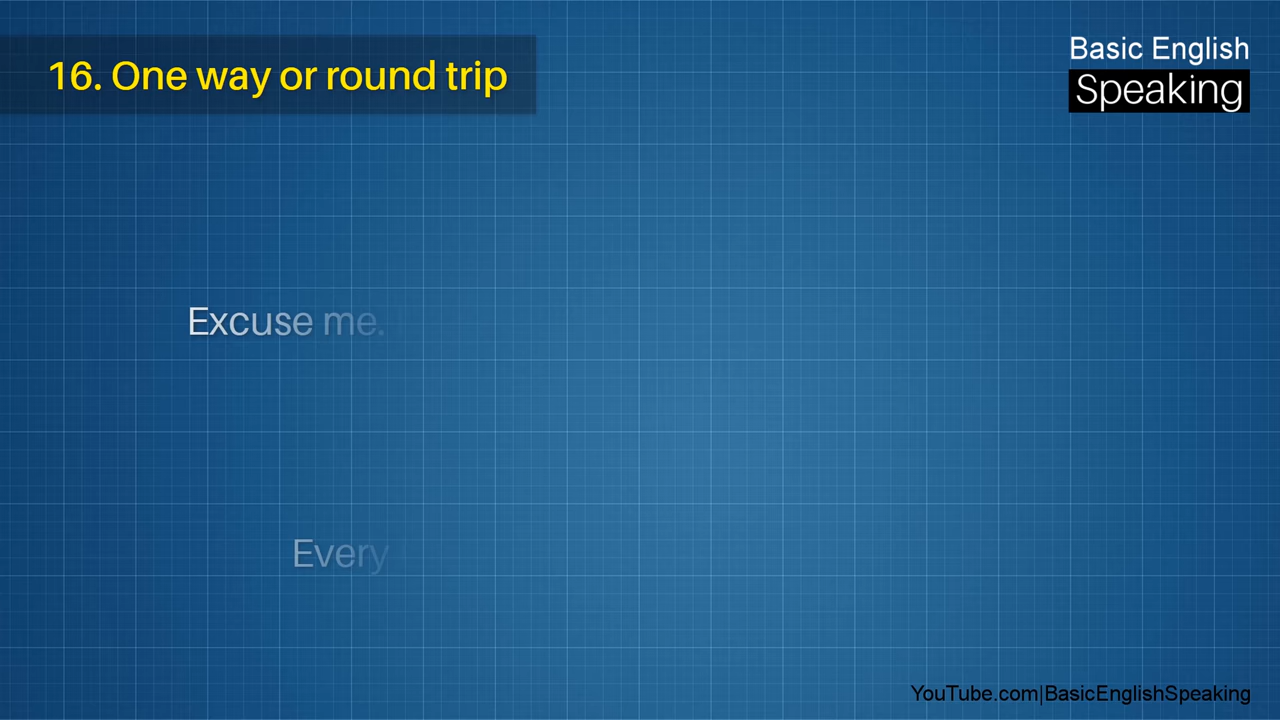 16. One way or round trip
Basic English
Speaking
Excuse me.
Every
YouTube.com|BasicEnglishSpeaking